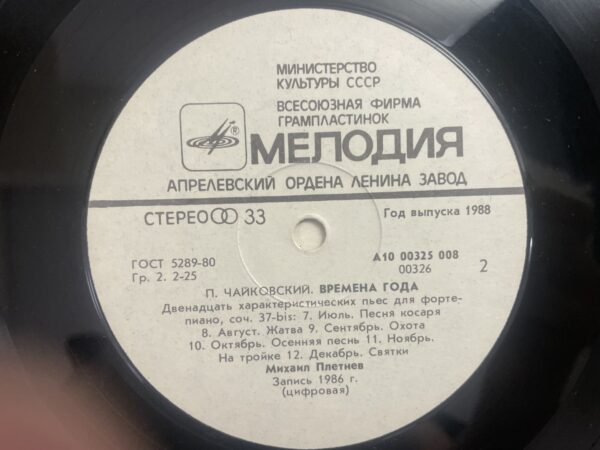 МИНИСТЕРСТВО
КУЛЬТУРЫ СССР
ВСЕСОЮЗНАЯ ФИРМА
ГРАМПЛАСТИНОК
®
МЕЛОДИЯ
АПРЕЛЕВСКИЙ ОРДЕНА ЛЕНИНА ЗАВОД
СТЕРЕО 33
Год выпуска 1988
ГОСТ 5289-80
Гр. 2. 2-25
А10 00325 008
00326
2
П. ЧАЙКОВСКИЙ. ВРЕМЕНА ГОДА
Двенадцать характеристических пьес для форте-
пиано, соч. 37-bis: 7. Июль. Песня косаря
8. Август. Жатва 9. Сентябрь. Охота
10. Октябрь. Осенняя песнь 11. Ноябрь.
На тройке 12. Декабрь. Святки
Михаил Плетнев
Запись 1986 г.
(цифровая)